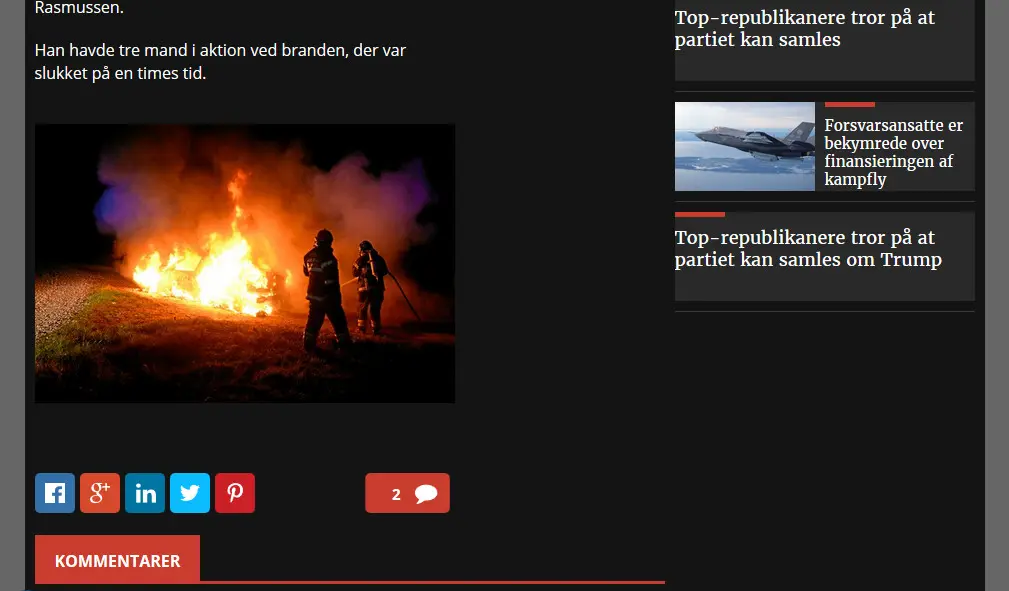 Rasmussen.
Han havde tre mand i aktion ved branden, der var
slukket på en times tid.
g+
in
2
KOMMENTARER
Top-republikanere tror på at
partiet kan samles
Forsvarsansatte er
bekymrede over
finansieringen af
kampfly
Top-republikanere tror på at
partiet kan samles om Trump